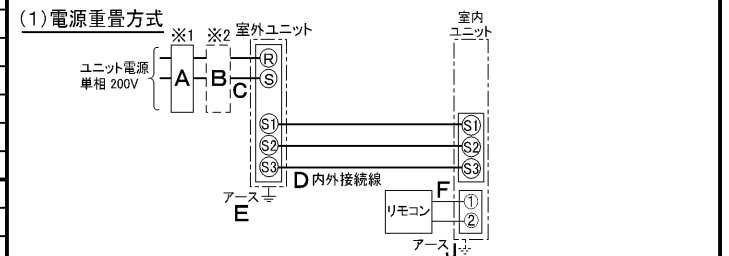 (1)電源重畳方式
※1 ※2 室外ユニット
室内
ユニット
ユニット電源
単相 200V
A
B
C
R
S
S1
S2
S3
S1
S2
S3
D 内外接続線
アース
E
リモコン
F
①
②
アース J